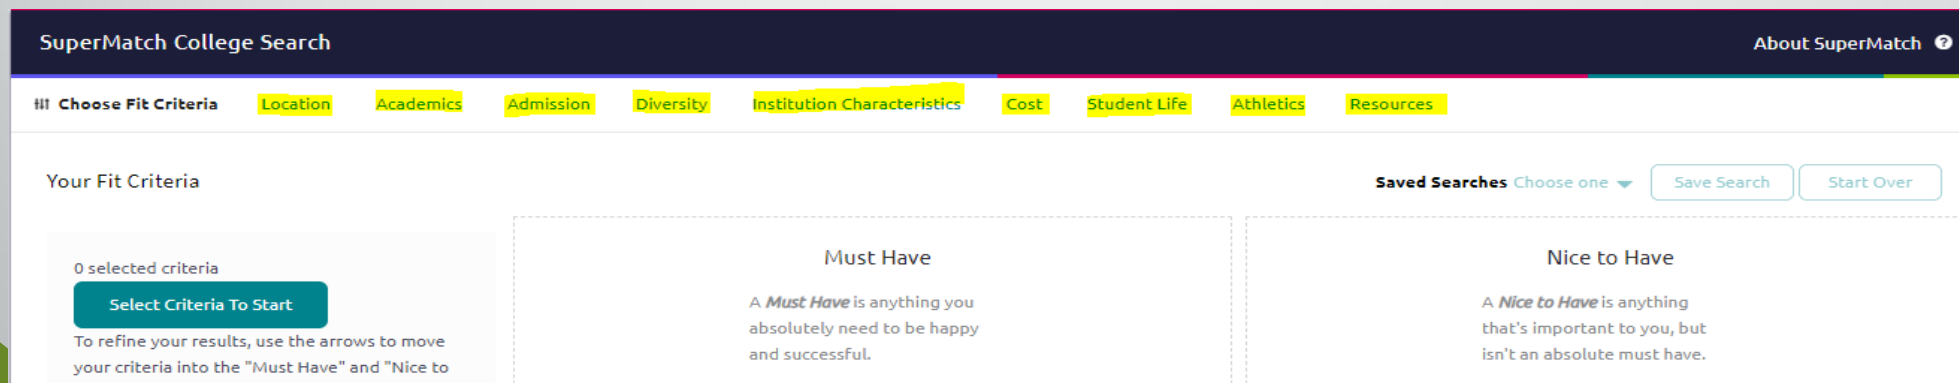 SuperMatch College Search
About SuperMatch ?
Choose Fit Criteria Location Academics Admission Diversity Institution Characteristics Cost Student Life Athletics Resources
Your Fit Criteria
Saved Searches Choose one Save Search Start Over
0 selected criteria
Select Criteria To Start
To refine your results, use the arrows to move
your criteria into the "Must Have" and "Nice to
Must Have
A Must Have is anything you
absolutely need to be happy
and successful.
Nice to Have
A Nice to Have is anything
that's important to you, but
isn't an absolute must have.